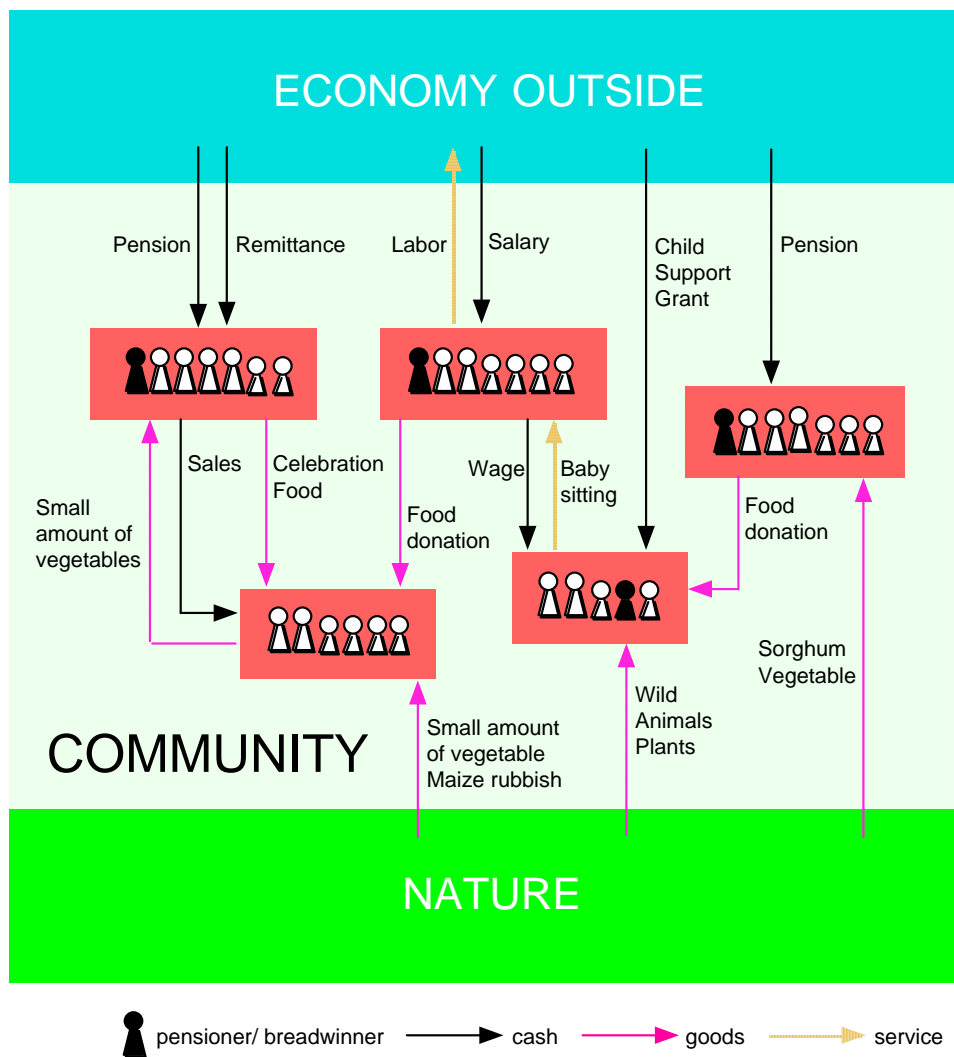 ECONOMY OUTSIDE
Pension
Remittance
Labor
Salary
Child
Support
Grant
Pension
Sales
Celebration
Food
Wage
Baby
sitting
Small
amount of
vegetables
Food
donation
Food
donation
Sorghum
Vegetable
Wild
Animals
Plants
Small amount
of vegetable
Maize rubbish
COMMUNITY
NATURE
pensioner/ breadwinner
cash
goods
service